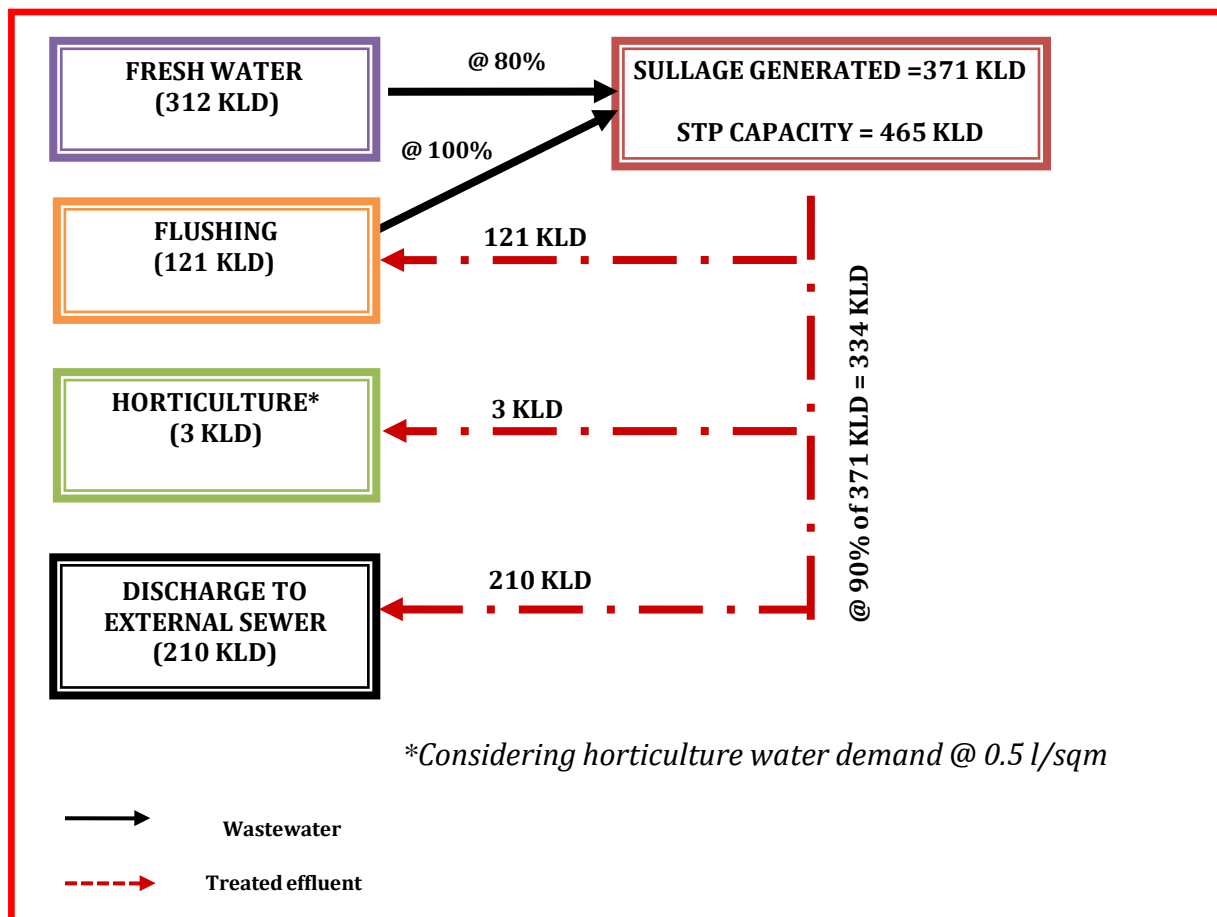 FRESH WATER
(312 KLD)
@ 80%
SULLAGE GENERATED =371 KLD
STP CAPACITY = 465 KLD
@ 100%
FLUSHING
(121 KLD)
121 KLD
@ 90% of 371 KLD = 334 KLD
HORTICULTURE*
(3 KLD)
3 KLD
DISCHARGE TO
EXTERNAL SEWER
(210 KLD)
210 KLD
*Considering horticulture water demand @ 0.5 l/sqm
Wastewater
Treated effluent